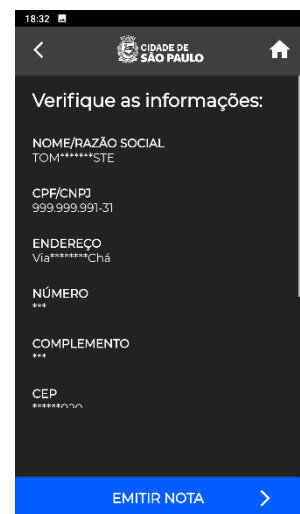 18:32
CIDADE DE
SÃO PAULO
Verifique as informações:
NOME/RAZÃO SOCIAL
TOM*******STE
CPF/CNPJ
999.999.991-31
ENDEREÇO
Via********Chá
NÚMERO
***
COMPLEMENTO
***
CEP
EMITIR NOTA